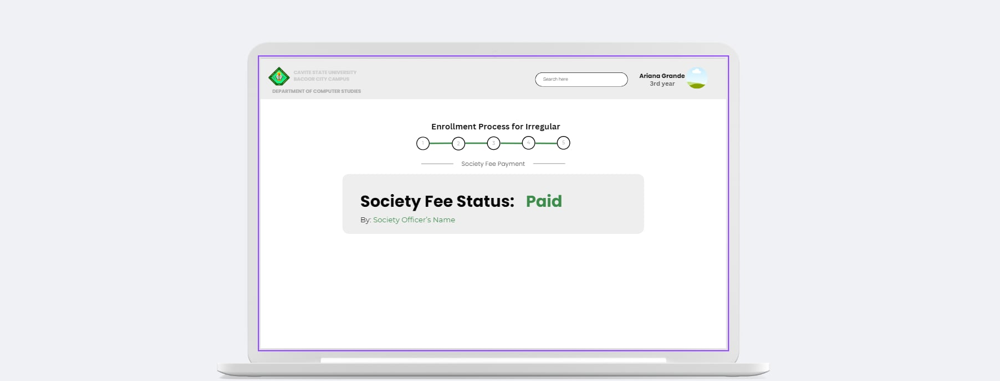 CAVITE STATE UNIVERSITY
BACOOR CITY CAMPUS
DEPARTMENT OF COMPUTER STUDIES
Search here
Ariana Grande
3rd year
Enrollment Process for Irregular
1 2 3 4 5
Society Fee Payment
Society Fee Status: Paid
By: Society Officer's Name